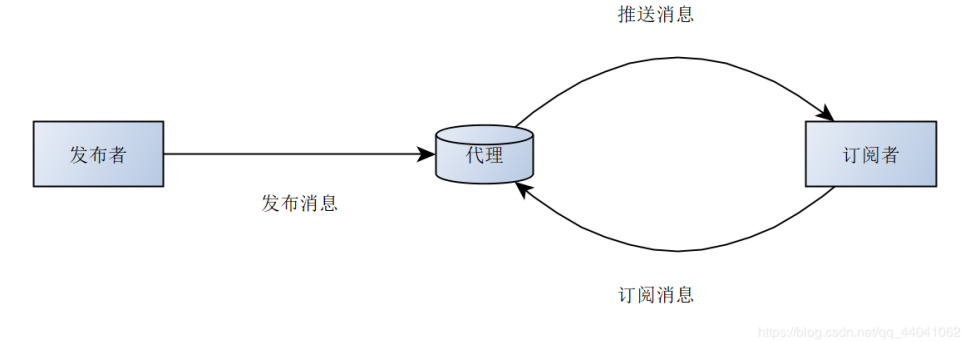 推送消息
发布者
代理
订阅者
发布消息
订阅消息
https://blog.csdn.net/qq_44041062